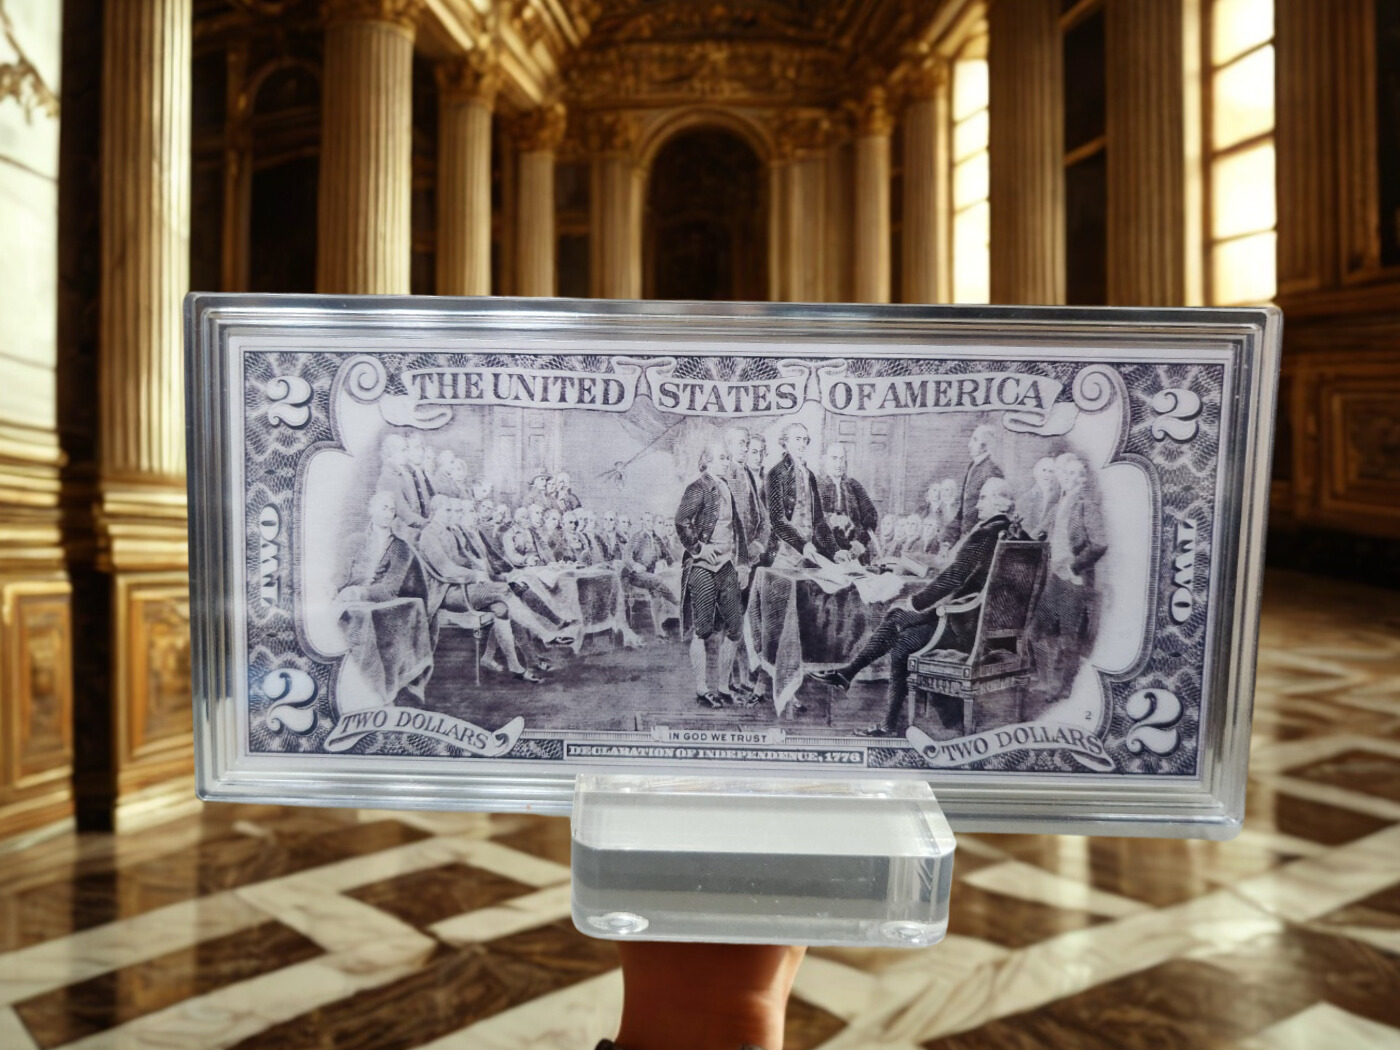 THE UNITED STATES OF AMERICA
2
2
TWO
TWO
2
2
TWO DOLLARS
IN GOD WE TRUST
2
TWO DOLLARS
DECLARATION OF INDEPENDENCE, 1776